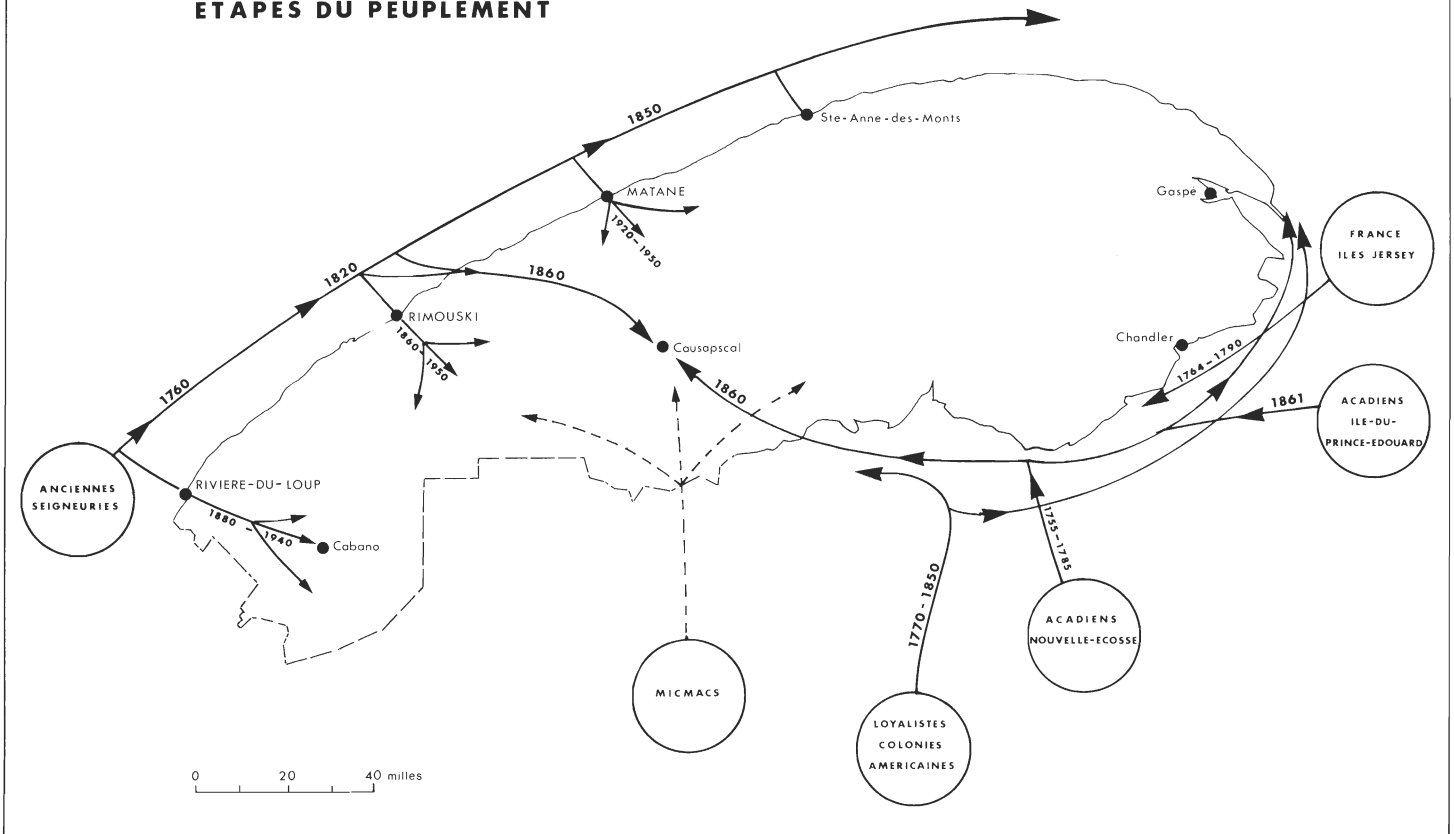 ETAPES DU PEUPLEMENT
1850
Ste-Anne-des-Monts
MATANE
1920-1950
Gaspé
FRANCE
ILES JERSEY
1820
1860
RIMOUSKI
1860-1950
Causapscal
Chandler
1764-1790
1760
1860
1861
ACADIENS
ILE-DU-
PRINCE-EDOUARD
ANCIENNES
SEIGNEURIES
RIVIERE-DU-LOUP
1880-1940
Cabano
1755-1785
1770-1850
ACADIENS
NOUVELLE-ECOSSE
MICMACS
LOYALISTES
COLONIES
AMERICAINES
0 20 40 milles